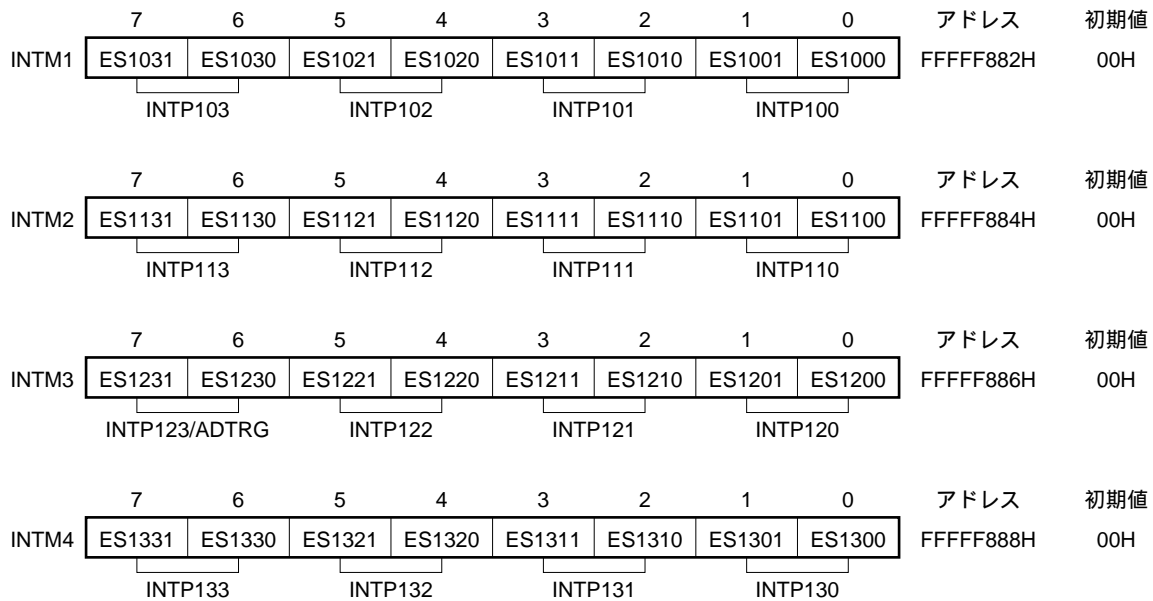 7 6 5 4 3 2 1 0 アドレス 初期値
INTM1 ES1031 ES1030 ES1021 ES1020 ES1011 ES1010 ES1001 ES1000 FFFFF882H 00H
INTP103 INTP102 INTP101 INTP100
7 6 5 4 3 2 1 0 アドレス 初期値
INTM2 ES1131 ES1130 ES1121 ES1120 ES1111 ES1110 ES1101 ES1100 FFFFF884H 00H
INTP113 INTP112 INTP111 INTP110
7 6 5 4 3 2 1 0 アドレス 初期値
INTM3 ES1231 ES1230 ES1221 ES1220 ES1211 ES1210 ES1201 ES1200 FFFFF886H 00H
INTP123/ADTRG INTP122 INTP121 INTP120
7 6 5 4 3 2 1 0 アドレス 初期値
INTM4 ES1331 ES1330 ES1321 ES1320 ES1311 ES1310 ES1301 ES1300 FFFFF888H 00H
INTP133 INTP132 INTP131 INTP130